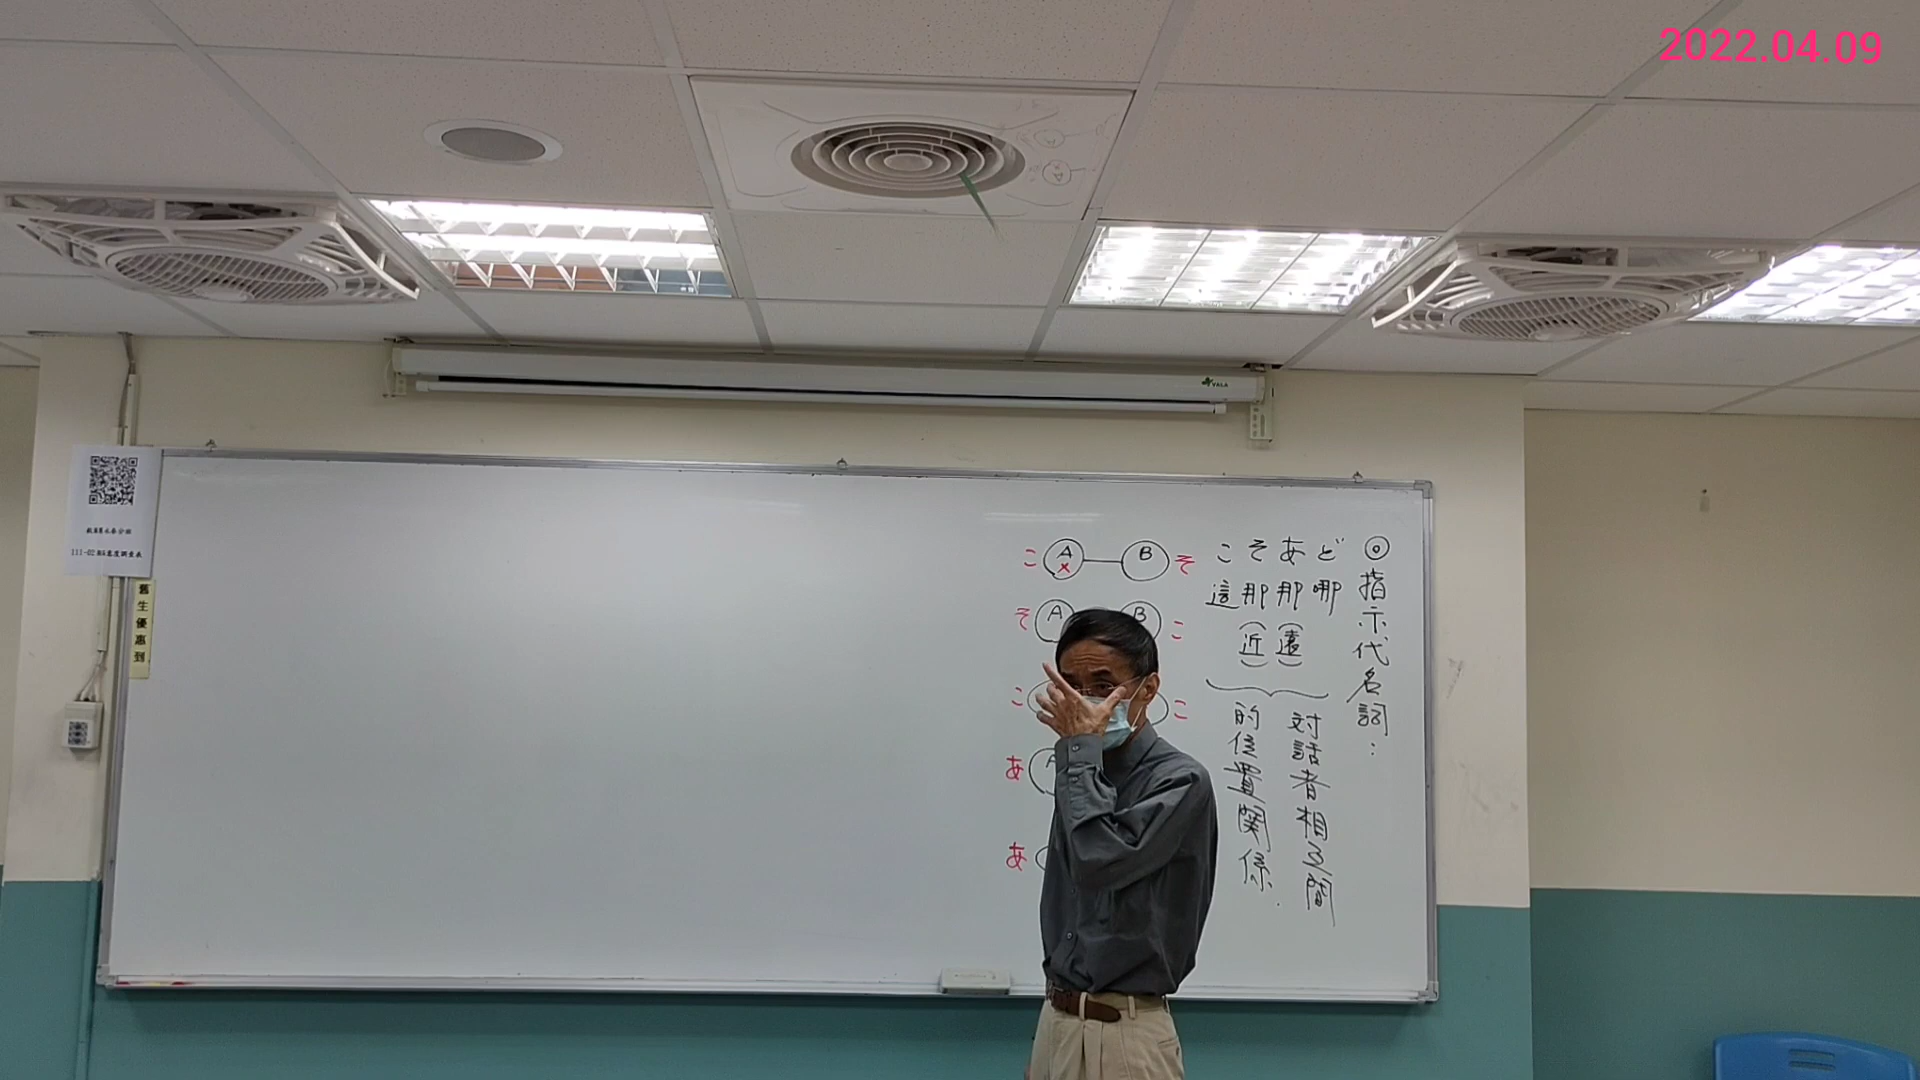 2022.04.09
VALA
舊生優惠到
◎指示代名詞：
こそあど
這那那哪
(近)(遠)
対話者相互間
的位置関係.
こ A × B そ
そ A B こ
こ こ
あ A
あ